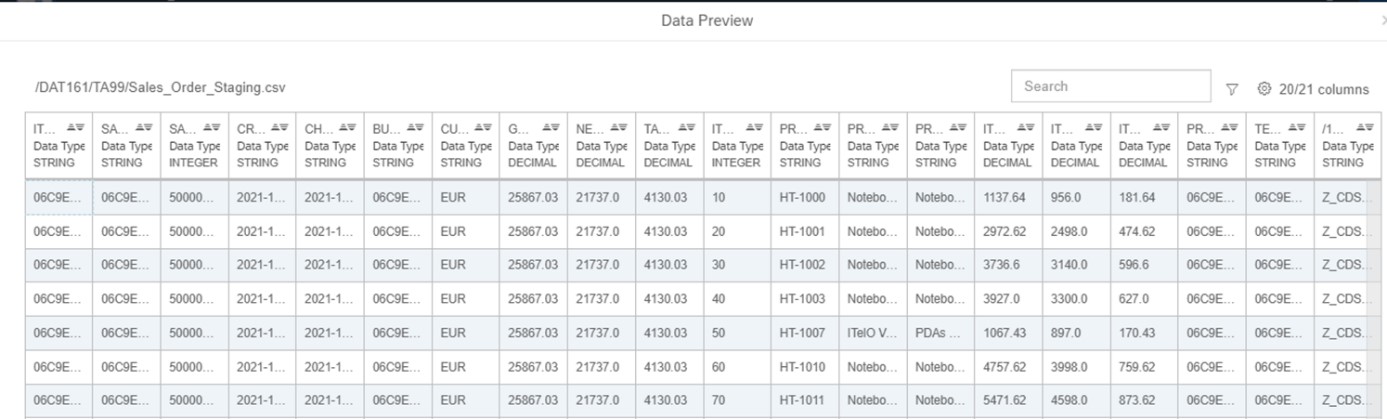 Data Preview
/DAT161/TA99/Sales_Order_Staging.csv Search 20/21 columns
IT... SA... SA... CR... CH... BU... CU... G... NE... TA... IT... PR... PR... PR... IT... IT... IT... PR... TE... /1...
Data Type Data Type Data Type Data Type Data Type Data Type Data Type Data Type Data Type Data Type Data Type Data Type Data Type Data Type Data Type Data Type Data Type Data Type Data Type Data Type
STRING STRING INTEGER STRING STRING STRING STRING DECIMAL DECIMAL DECIMAL INTEGER STRING STRING STRING DECIMAL DECIMAL DECIMAL STRING STRING STRING
06C9E... 06C9E... 50000... 2021-1... 2021-1... 06C9E... EUR 25867.03 21737.0 4130.03 10 HT-1000 Notebo... Notebo... 1137.64 956.0 181.64 06C9E... 06C9E... Z_CDS...
06C9E... 06C9E... 50000... 2021-1... 2021-1... 06C9E... EUR 25867.03 21737.0 4130.03 20 HT-1001 Notebo... Notebo... 2972.62 2498.0 474.62 06C9E... 06C9E... Z_CDS...
06C9E... 06C9E... 50000... 2021-1... 2021-1... 06C9E... EUR 25867.03 21737.0 4130.03 30 HT-1002 Notebo... Notebo... 3736.6 3140.0 596.6 06C9E... 06C9E... Z_CDS...
06C9E... 06C9E... 50000... 2021-1... 2021-1... 06C9E... EUR 25867.03 21737.0 4130.03 40 HT-1003 Notebo... Notebo... 3927.0 3300.0 627.0 06C9E... 06C9E... Z_CDS...
06C9E... 06C9E... 50000... 2021-1... 2021-1... 06C9E... EUR 25867.03 21737.0 4130.03 50 HT-1007 ITelO V... PDAs ... 1067.43 897.0 170.43 06C9E... 06C9E... Z_CDS...
06C9E... 06C9E... 50000... 2021-1... 2021-1... 06C9E... EUR 25867.03 21737.0 4130.03 60 HT-1010 Notebo... Notebo... 4757.62 3998.0 759.62 06C9E... 06C9E... Z_CDS...
06C9E... 06C9E... 50000... 2021-1... 2021-1... 06C9E... EUR 25867.03 21737.0 4130.03 70 HT-1011 Notebo... Notebo... 5471.62 4598.0 873.62 06C9E... 06C9E... Z_CDS...